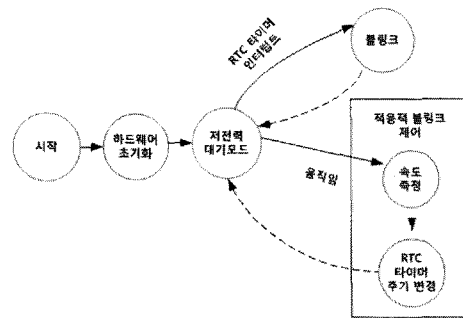 시작
하드웨어
초기화
저전력
대기모드
RTC 타이머
인터럽트
블링크
움직임
적응적 블링크
제어
속도
측정
RTC
타이머
주기 변경